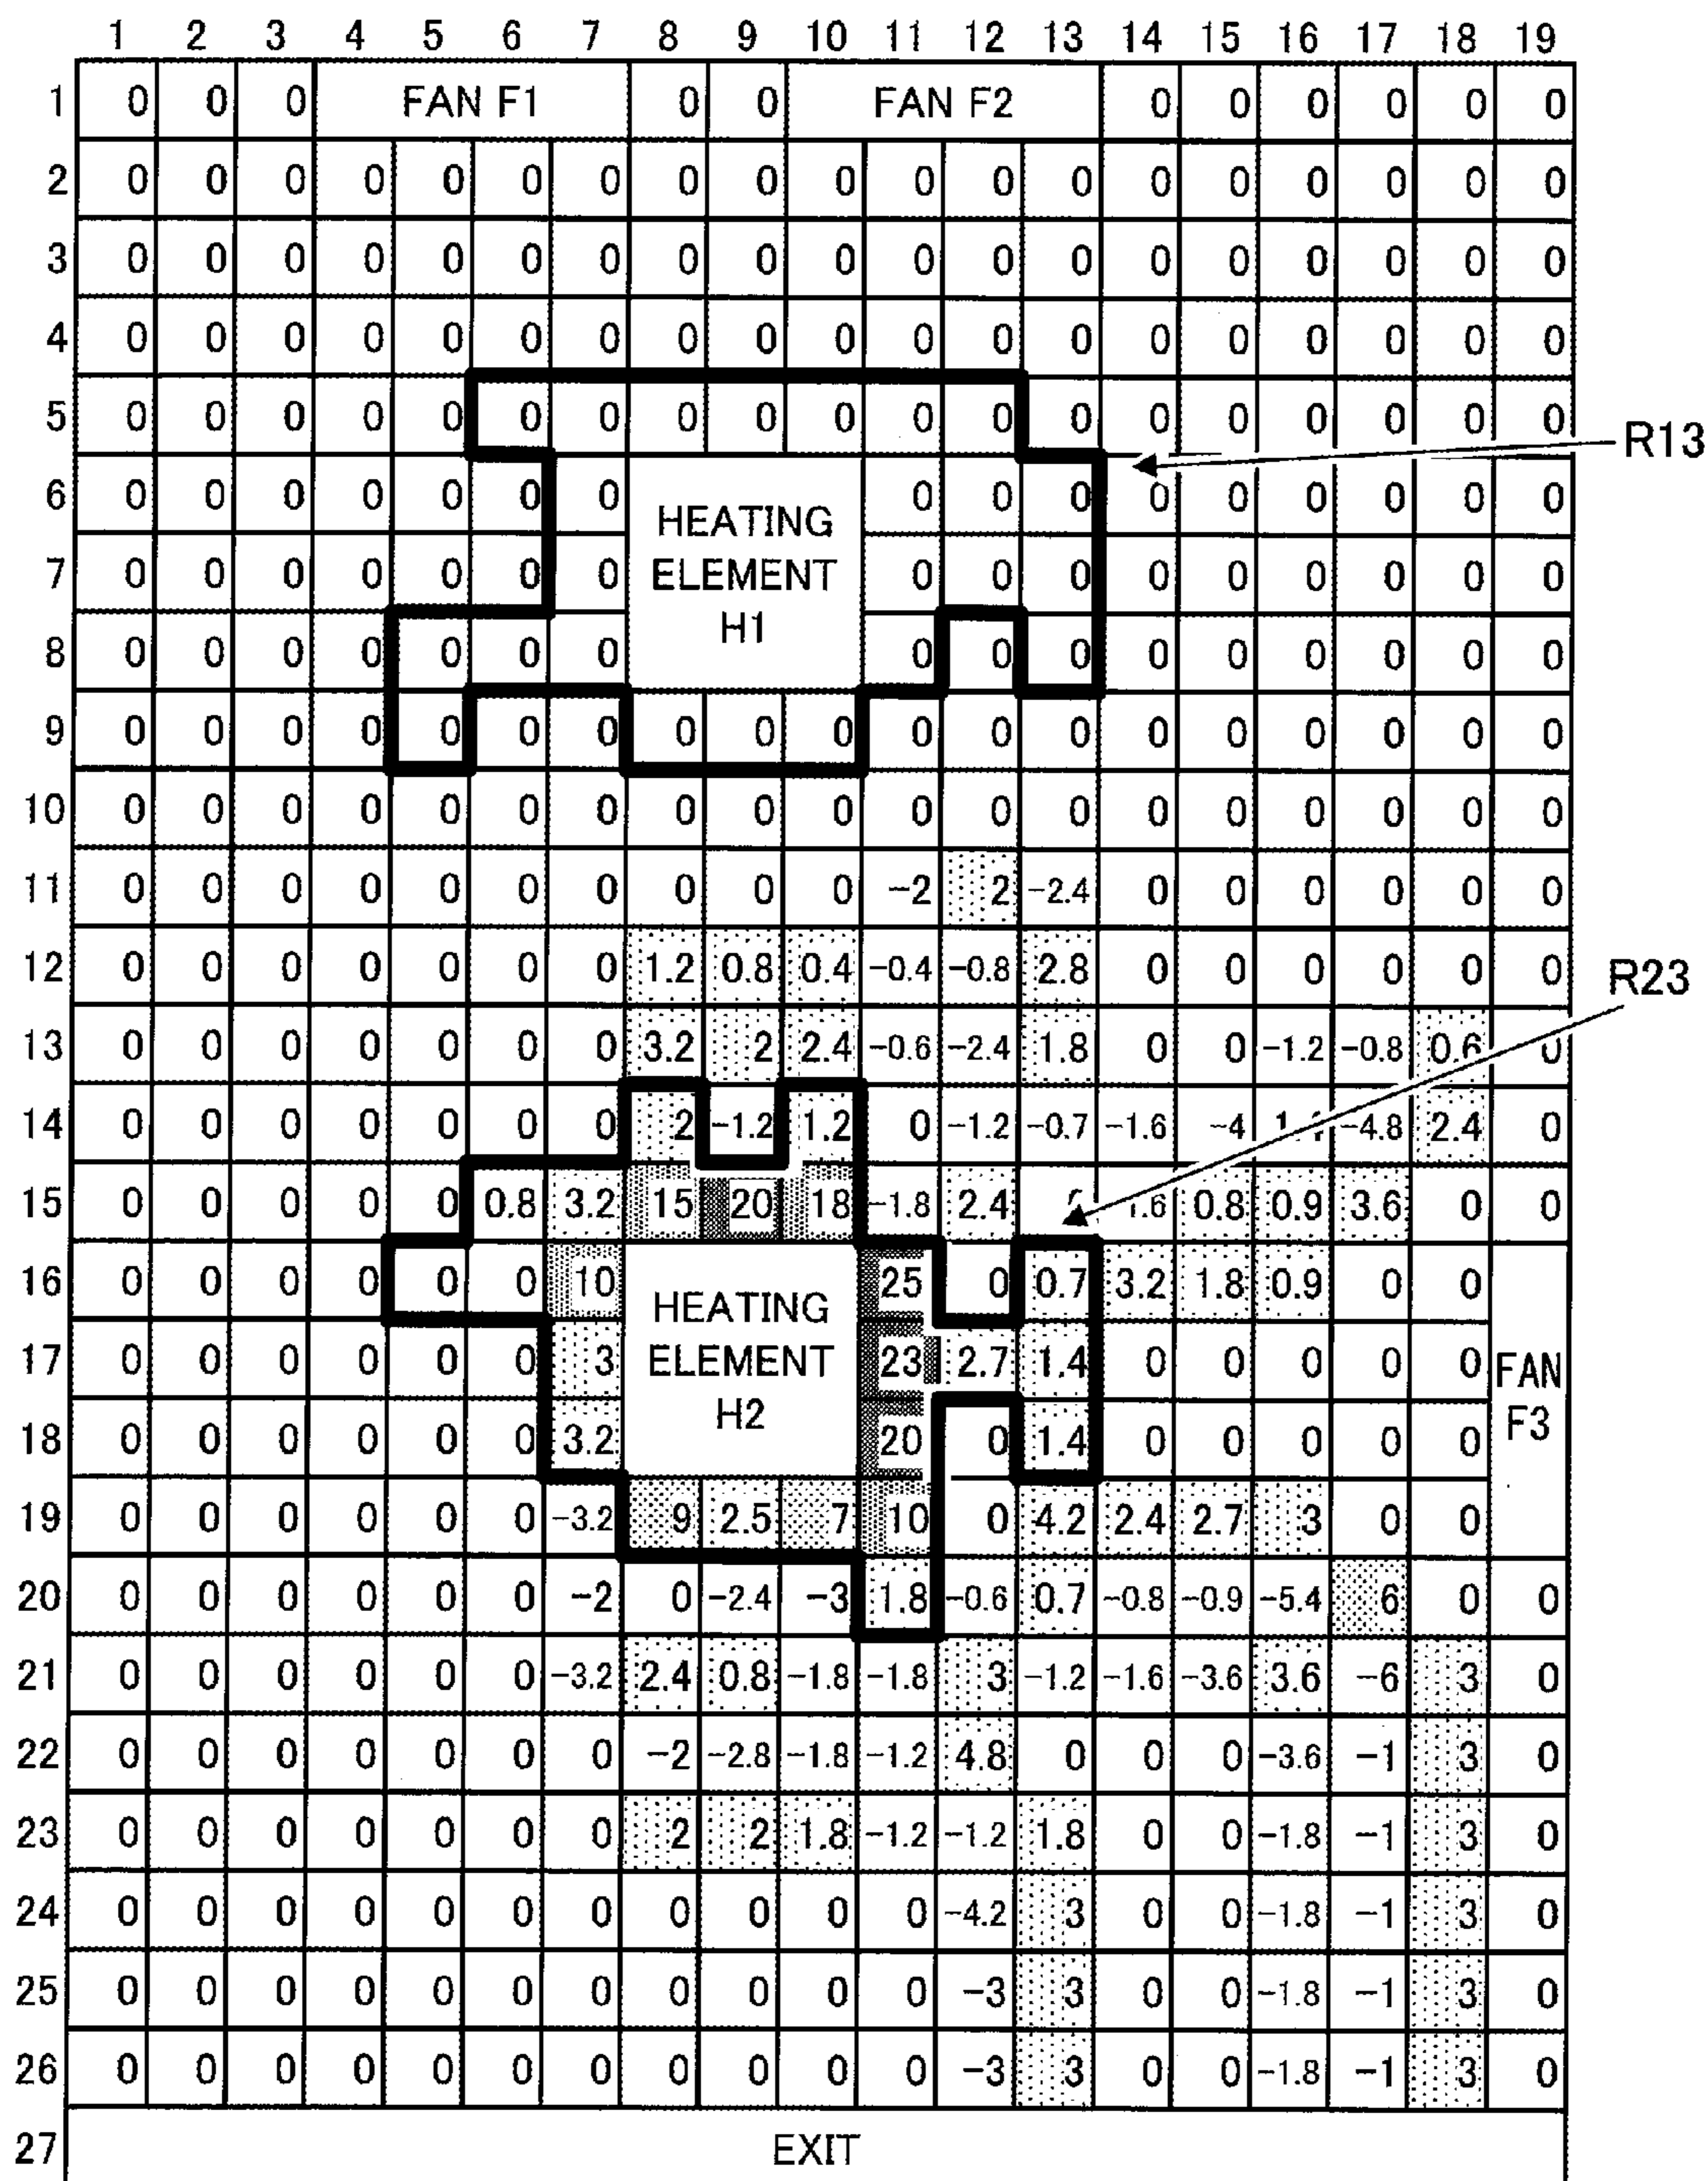 1 2 3 4 5 6 7 8 9 10 11 12 13 14 15 16 17 18 19
1 0 0 0 FAN F1 0 0 FAN F2 0 0 0 0 0 0
2 0 0 0 0 0 0 0 0 0 0 0 0 0 0 0 0 0 0 0
3 0 0 0 0 0 0 0 0 0 0 0 0 0 0 0 0 0 0 0
4 0 0 0 0 0 0 0 0 0 0 0 0 0 0 0 0 0 0 0
5 0 0 0 0 0 0 0 0 0 0 0 0 0 0 0 0 0 0 0
R13
6 0 0 0 0 0 0 0 0 0 0 0 0 0 0 0 0
HEATING
7 0 0 0 0 0 0 0 ELEMENT 0 0 0 0 0 0 0 0 0
H1
8 0 0 0 0 0 0 0 0 0 0 0 0 0 0 0 0
9 0 0 0 0 0 0 0 0 0 0 0 0 0 0 0 0 0 0 0
10 0 0 0 0 0 0 0 0 0 0 0 0 0 0 0 0 0 0 0
11 0 0 0 0 0 0 0 0 0 0 -2 2 -2.4 0 0 0 0 0 0
12 0 0 0 0 0 0 0 1.2 0.8 0.4 -0.4 -0.8 2.8 0 0 0 0 0 0
R23
13 0 0 0 0 0 0 0 3.2 2 2.4 -0.6 -2.4 1.8 0 0 -1.2 -0.8 0.6 0
14 0 0 0 0 0 0 0 2 -1.2 1.2 0 -1.2 -0.7 -1.6 -4 -4.8 2.4 0
15 0 0 0 0 0 0.8 3.2 15 20 18 -1.8 2.4 0.8 0.9 3.6 0 0
16 0 0 0 0 0 0 10 25 0 0.7 3.2 1.8 0.9 0 0
HEATING
17 0 0 0 0 0 0 3 ELEMENT 23 2.7 1.4 0 0 0 0 0 FAN
H2
F3
18 0 0 0 0 0 0 3.2 20 0 1.4 0 0 0 0 0
19 0 0 0 0 0 0 -3.2 9 2.5 7 10 0 4.2 2.4 2.7 3 0 0
20 0 0 0 0 0 0 -2 0 -2.4 -3 1.8 -0.6 0.7 -0.8 -0.9 -5.4 6 0 0
21 0 0 0 0 0 0 -3.2 2.4 0.8 -1.8 -1.8 3 -1.2 -1.6 -3.6 3.6 -6 3 0
22 0 0 0 0 0 0 0 -2 -2.8 -1.8 -1.2 4.8 0 0 0 -3.6 -1 3 0
23 0 0 0 0 0 0 0 2 2 1.8 -1.2 -1.2 1.8 0 0 -1.8 -1 3 0
24 0 0 0 0 0 0 0 0 0 0 0 -4.2 3 0 0 -1.8 -1 3 0
25 0 0 0 0 0 0 0 0 0 0 0 -3 3 0 0 -1.8 -1 3 0
26 0 0 0 0 0 0 0 0 0 0 0 -3 3 0 0 -1.8 -1 3 0
27 EXIT